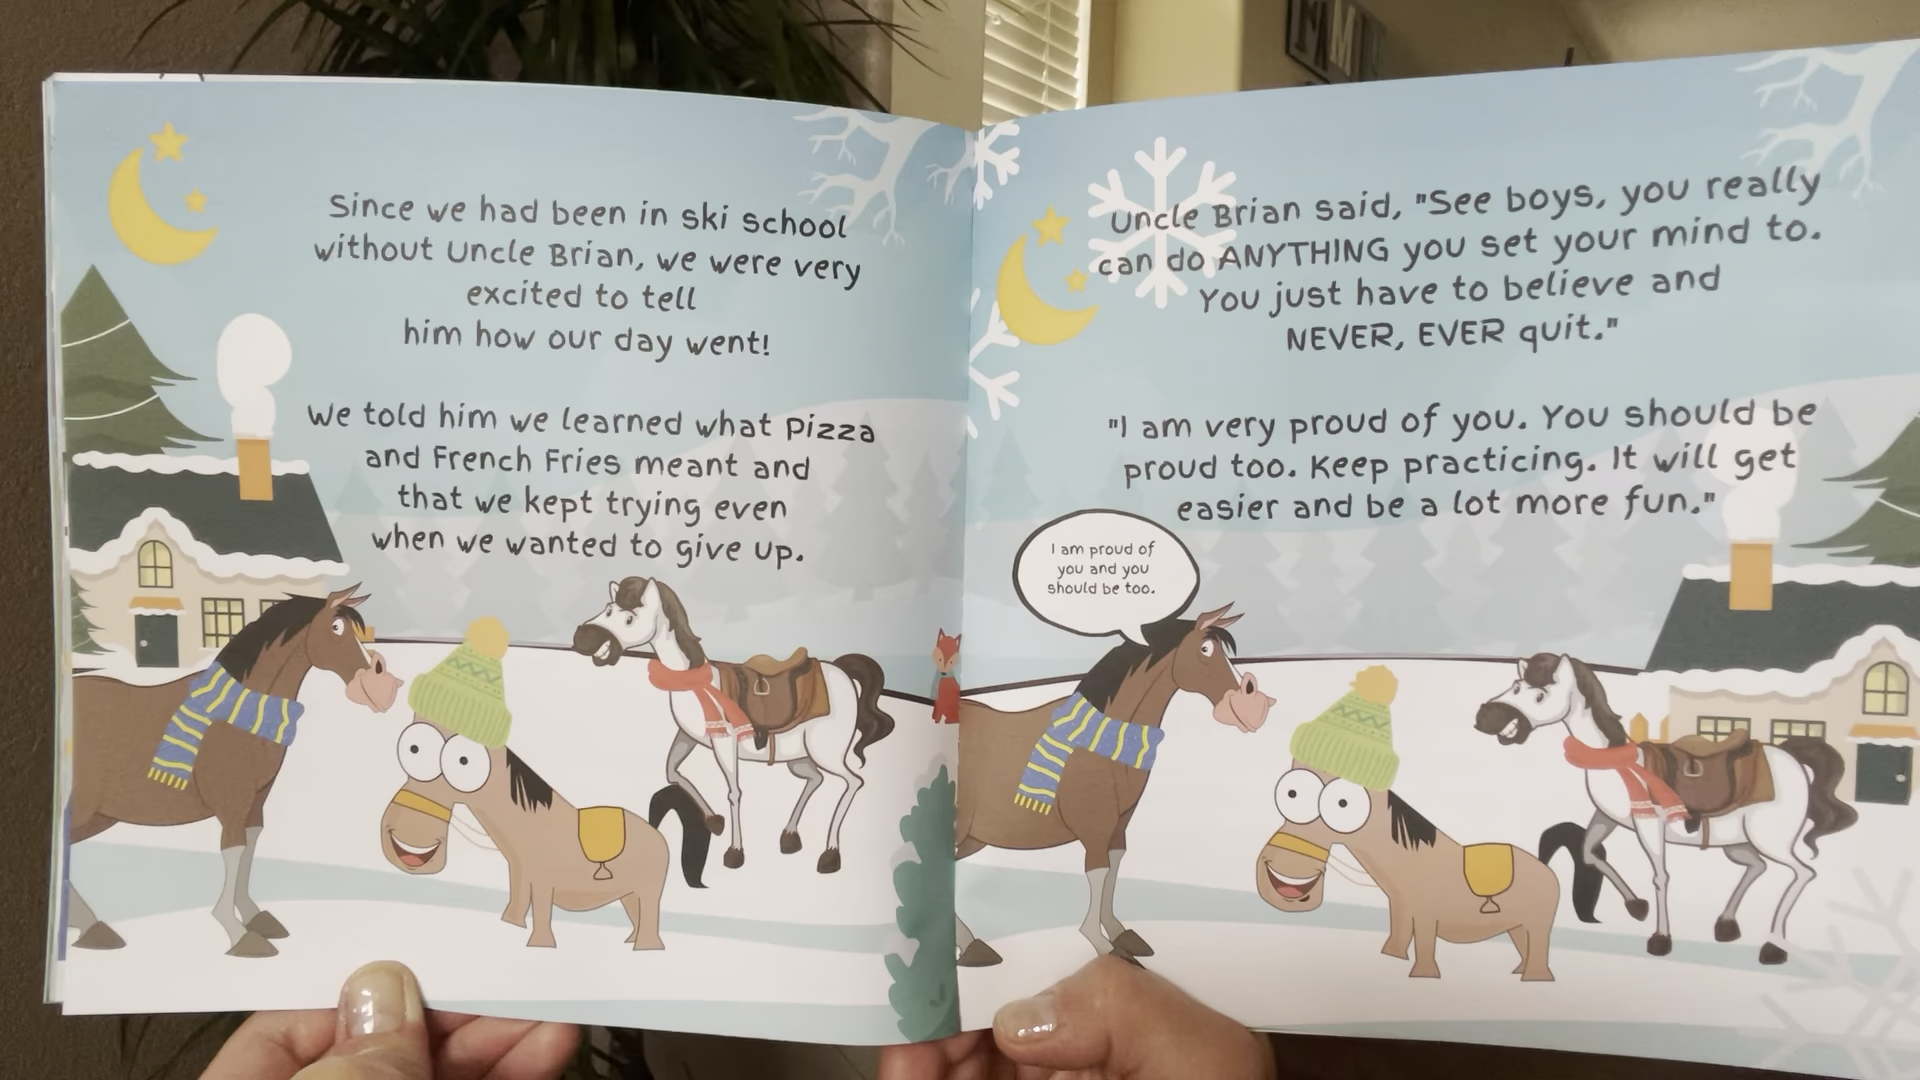 Since we had been in ski school
without Uncle Brian, we were very
excited to tell
him how our day went!
We told him we learned what Pizza
and French Fries meant and
that we kept trying even
when we wanted to give up.
Uncle Brian said, "See boys, you really
can do ANYTHING you set your mind to.
You just have to believe and
NEVER, EVER quit."
"I am very proud of you. You should be
proud too. Keep practicing. It will get
easier and be a lot more fun."
I am proud of
you and you
should be too.